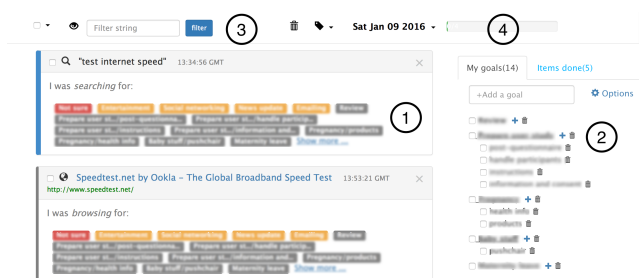 Filter string
filter
3
Sat Jan 09 2016
4
"test internet speed" 13:34:56 GMT
I was searching for:
Not sure Entertainment Social networking News update Emailing Review
Prepare user st.../post-questionna... Prepare user st.../handle particip...
Prepare user st.../instructions Prepare user st.../information and... Pregnancy/products
Pregnancy/health info Baby stuff/pushchair Maternity leave Show more ...
1
Speedtest.net by Ookla – The Global Broadband Speed Test 13:53:21 GMT
http://www.speedtest.net/
I was browsing for:
Not sure Entertainment Social networking News update Emailing Review
Prepare user st.../post-questionna... Prepare user st.../handle particip...
Prepare user st.../instructions Prepare user st.../information and... Pregnancy/products
Pregnancy/health info Baby stuff/pushchair Maternity leave Show more ...
My goals(14) Items done(5)
+Add a goal Options
Review
Prepare user study
2
post-questionnaire
handle participants
instructions
information and consent
Pregnancy
health info
products
Baby stuff
pushchair
Maternity leave